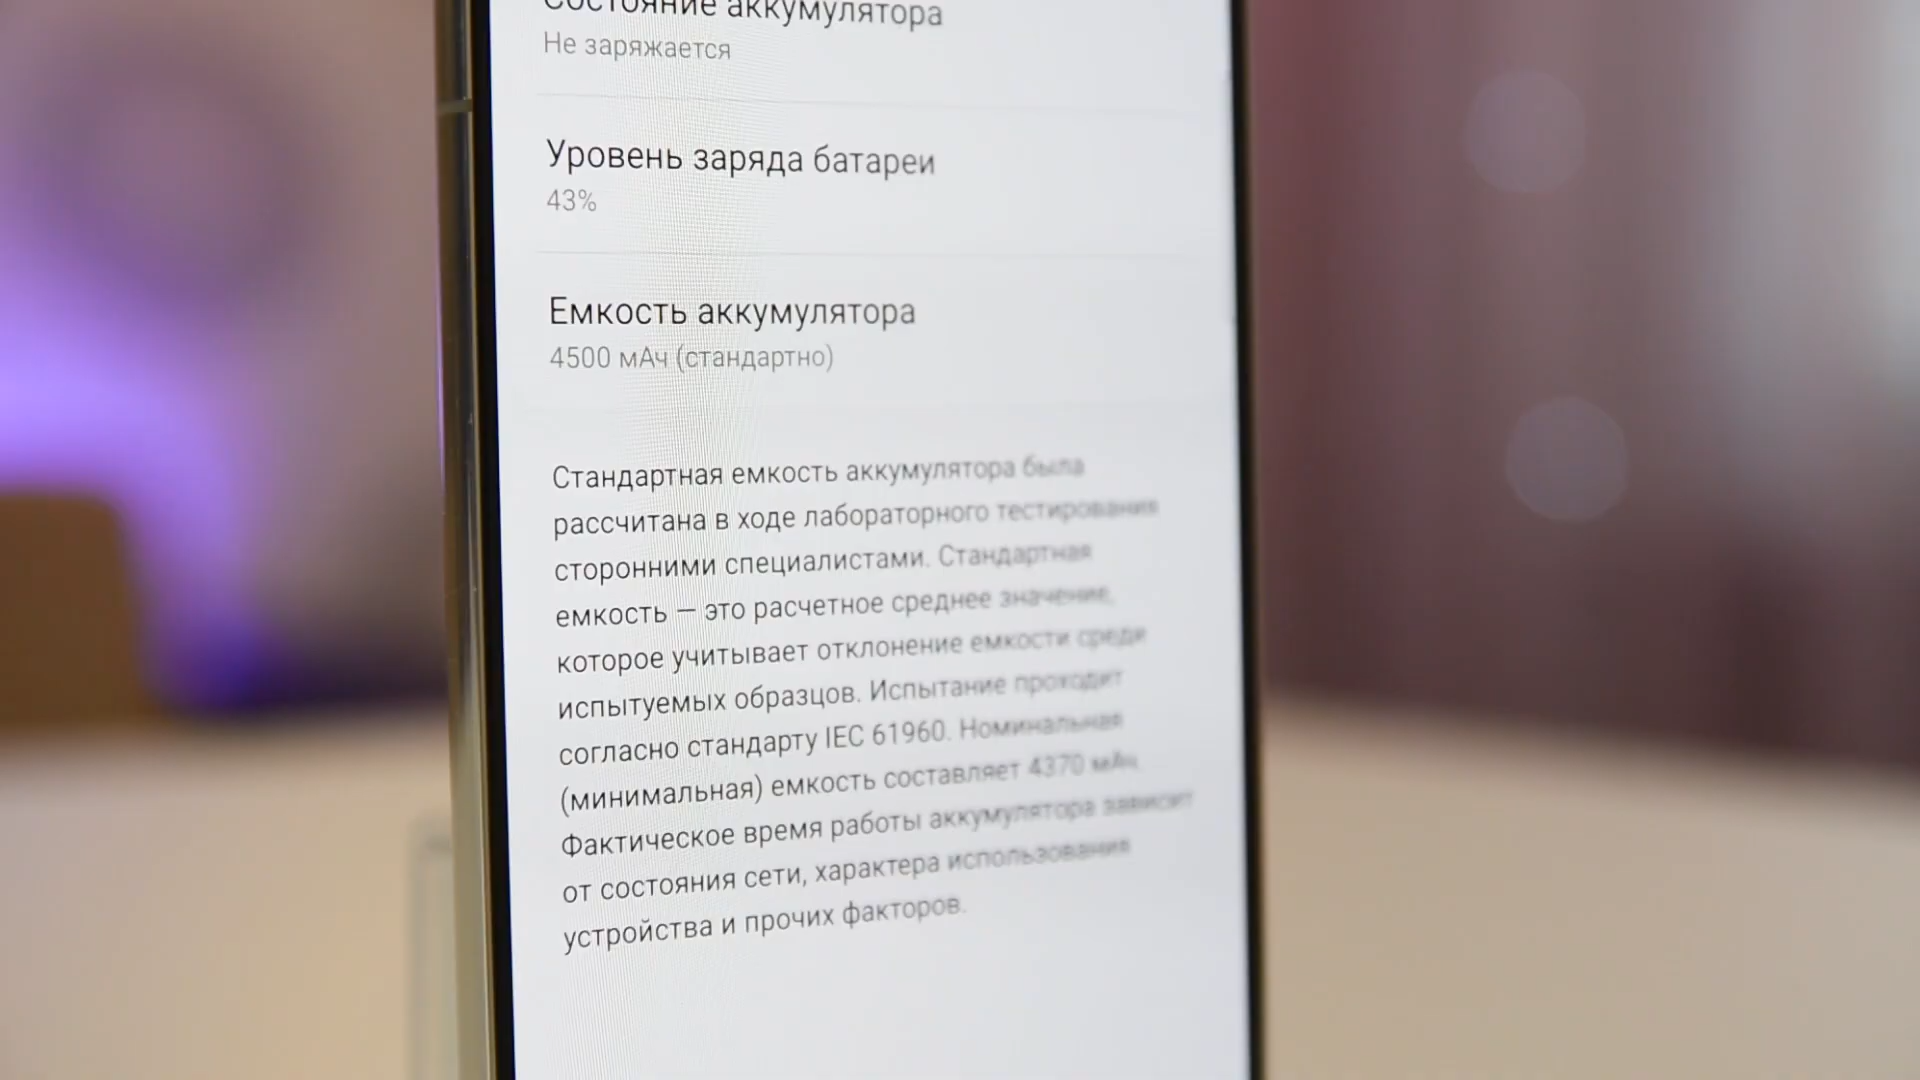 Состояние аккумулятора
Не заряжается
Уровень заряда батареи
43%
Емкость аккумулятора
4500 мАч (стандартно)
Стандартная емкость аккумулятора была
рассчитана в ходе лабораторного тестирования
сторонними специалистами. Стандартная
емкость — это расчетное среднее значение,
которое учитывает отклонение емкости среди
испытуемых образцов. Испытание проходит
согласно стандарту IEC 61960. Номинальная
(минимальная) емкость составляет 4370 мАч.
Фактическое время работы аккумулятора зависит
от состояния сети, характера использования
устройства и прочих факторов.